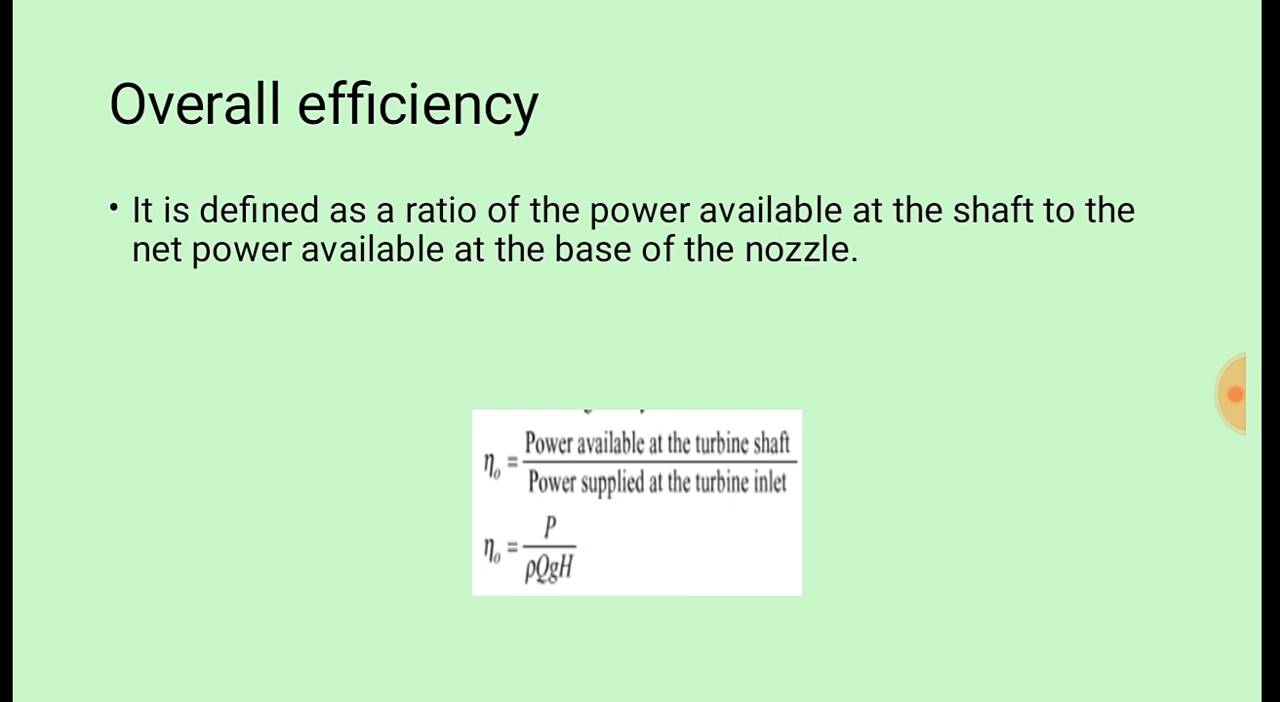 Overall efficiency
• It is defined as a ratio of the power available at the shaft to the
net power available at the base of the nozzle.
ηₒ = Power available at the turbine shaft
Power supplied at the turbine inlet
ηₒ = P
ρQgH